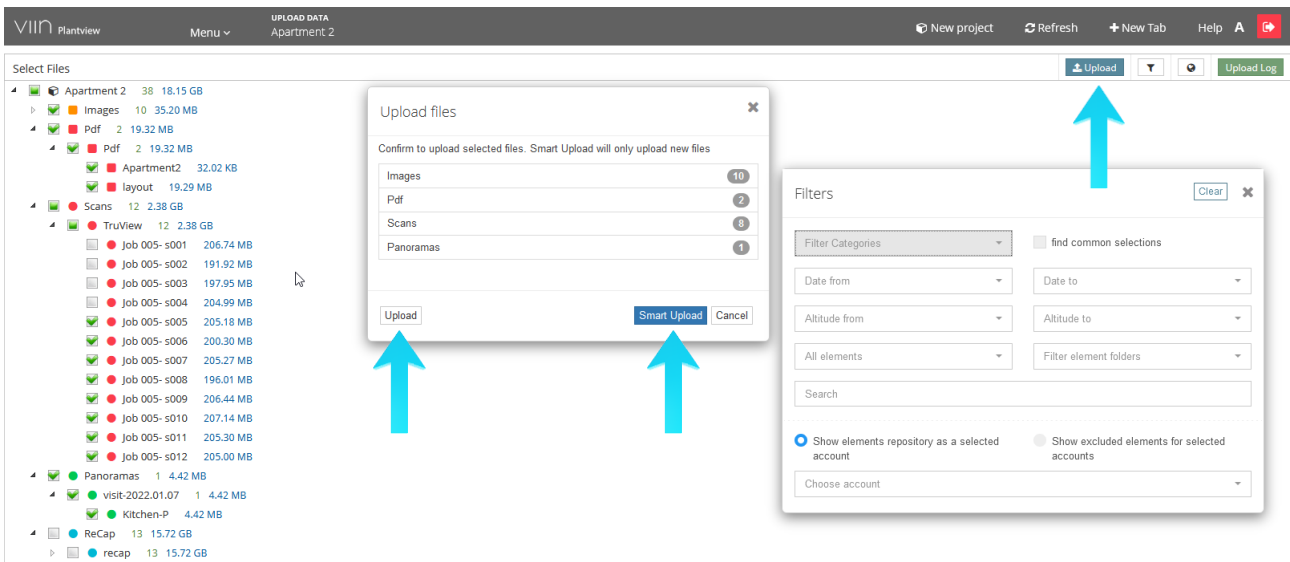 VIIN Plantview
Menu
UPLOAD DATA
Apartment 2
New project
Refresh
New Tab
Help
A
Select Files
Upload
Upload Log
Apartment 2 38 18.15 GB
Images 10 35.20 MB
Pdf 2 19.32 MB
Pdf 2 19.32 MB
Apartment2 32.02 KB
layout 19.29 MB
Scans 12 2.38 GB
TruView 12 2.38 GB
Job 005- s001 206.74 MB
Job 005- s002 191.92 MB
Job 005- s003 197.95 MB
Job 005- s004 204.99 MB
Job 005- s005 205.18 MB
Job 005- s006 200.30 MB
Job 005- s007 205.27 MB
Job 005- s008 196.01 MB
Job 005- s009 206.44 MB
Job 005- s010 207.14 MB
Job 005- s011 205.30 MB
Job 005- s012 205.00 MB
Panoramas 1 4.42 MB
visit-2022.01.07 1 4.42 MB
Kitchen-P 4.42 MB
ReCap 13 15.72 GB
recap 13 15.72 GB
Upload files
Confirm to upload selected files. Smart Upload will only upload new files
Images 10
Pdf 2
Scans 8
Panoramas 1
Upload
Smart Upload
Cancel
Filters
Clear
Filter Categories
find common selections
Date from
Date to
Altitude from
Altitude to
All elements
Filter element folders
Search
Show elements repository as a selected
account
Show excluded elements for selected
accounts
Choose account